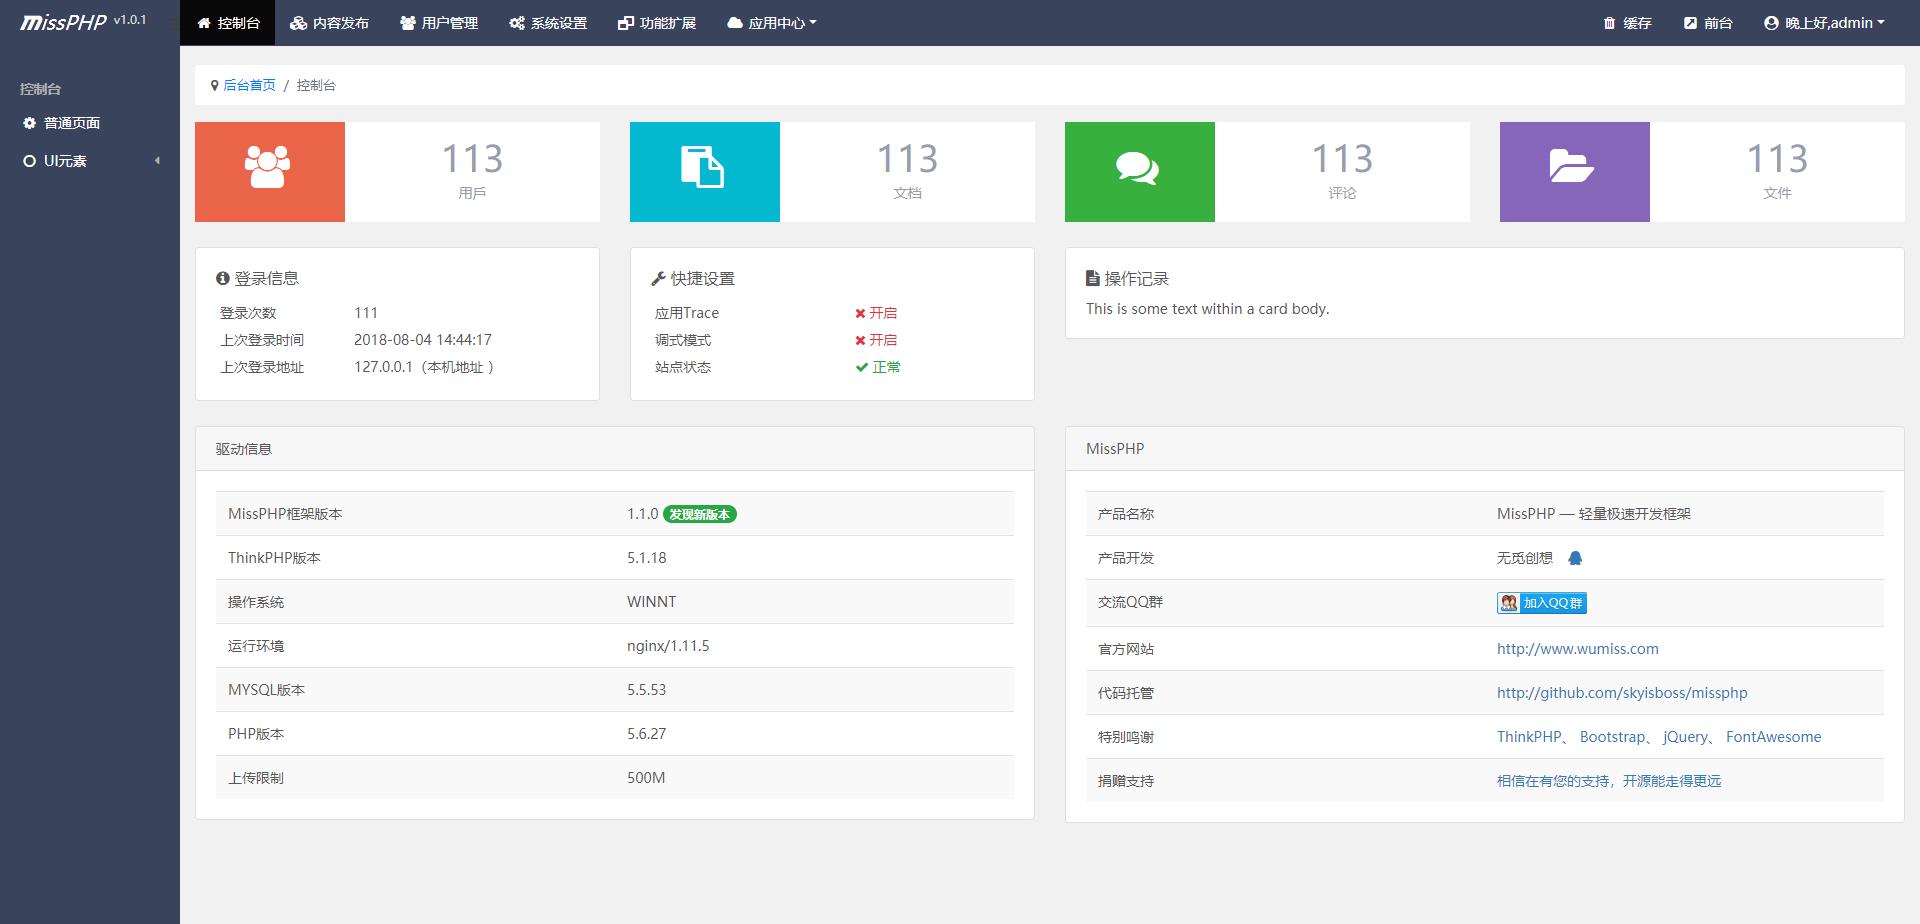 MissPHP v1.0.1
控制台 内容发布 用户管理 系统设置 功能扩展 应用中心 缓存 前台 晚上好,admin
控制台
普通页面
UI元素
后台首页 / 控制台
113
用戶
113
文档
113
评论
113
文件
登录信息
登录次数 111
上次登录时间 2018-08-04 14:44:17
上次登录地址 127.0.0.1（本机地址 ）
快捷设置
应用Trace 开启
调式模式 开启
站点状态 正常
操作记录
This is some text within a card body.
驱动信息
MissPHP框架版本 1.1.0 发现新版本
ThinkPHP版本 5.1.18
操作系统 WINNT
运行环境 nginx/1.11.5
MYSQL版本 5.5.53
PHP版本 5.6.27
上传限制 500M
MissPHP
产品名称 MissPHP — 轻量极速开发框架
产品开发 无觅创想
交流QQ群 加入QQ群
官方网站 http://www.wumiss.com
代码托管 http://github.com/skyisboss/missphp
特别鸣谢 ThinkPHP、 Bootstrap、 jQuery、 FontAwesome
捐赠支持 相信在有您的支持，开源能走得更远